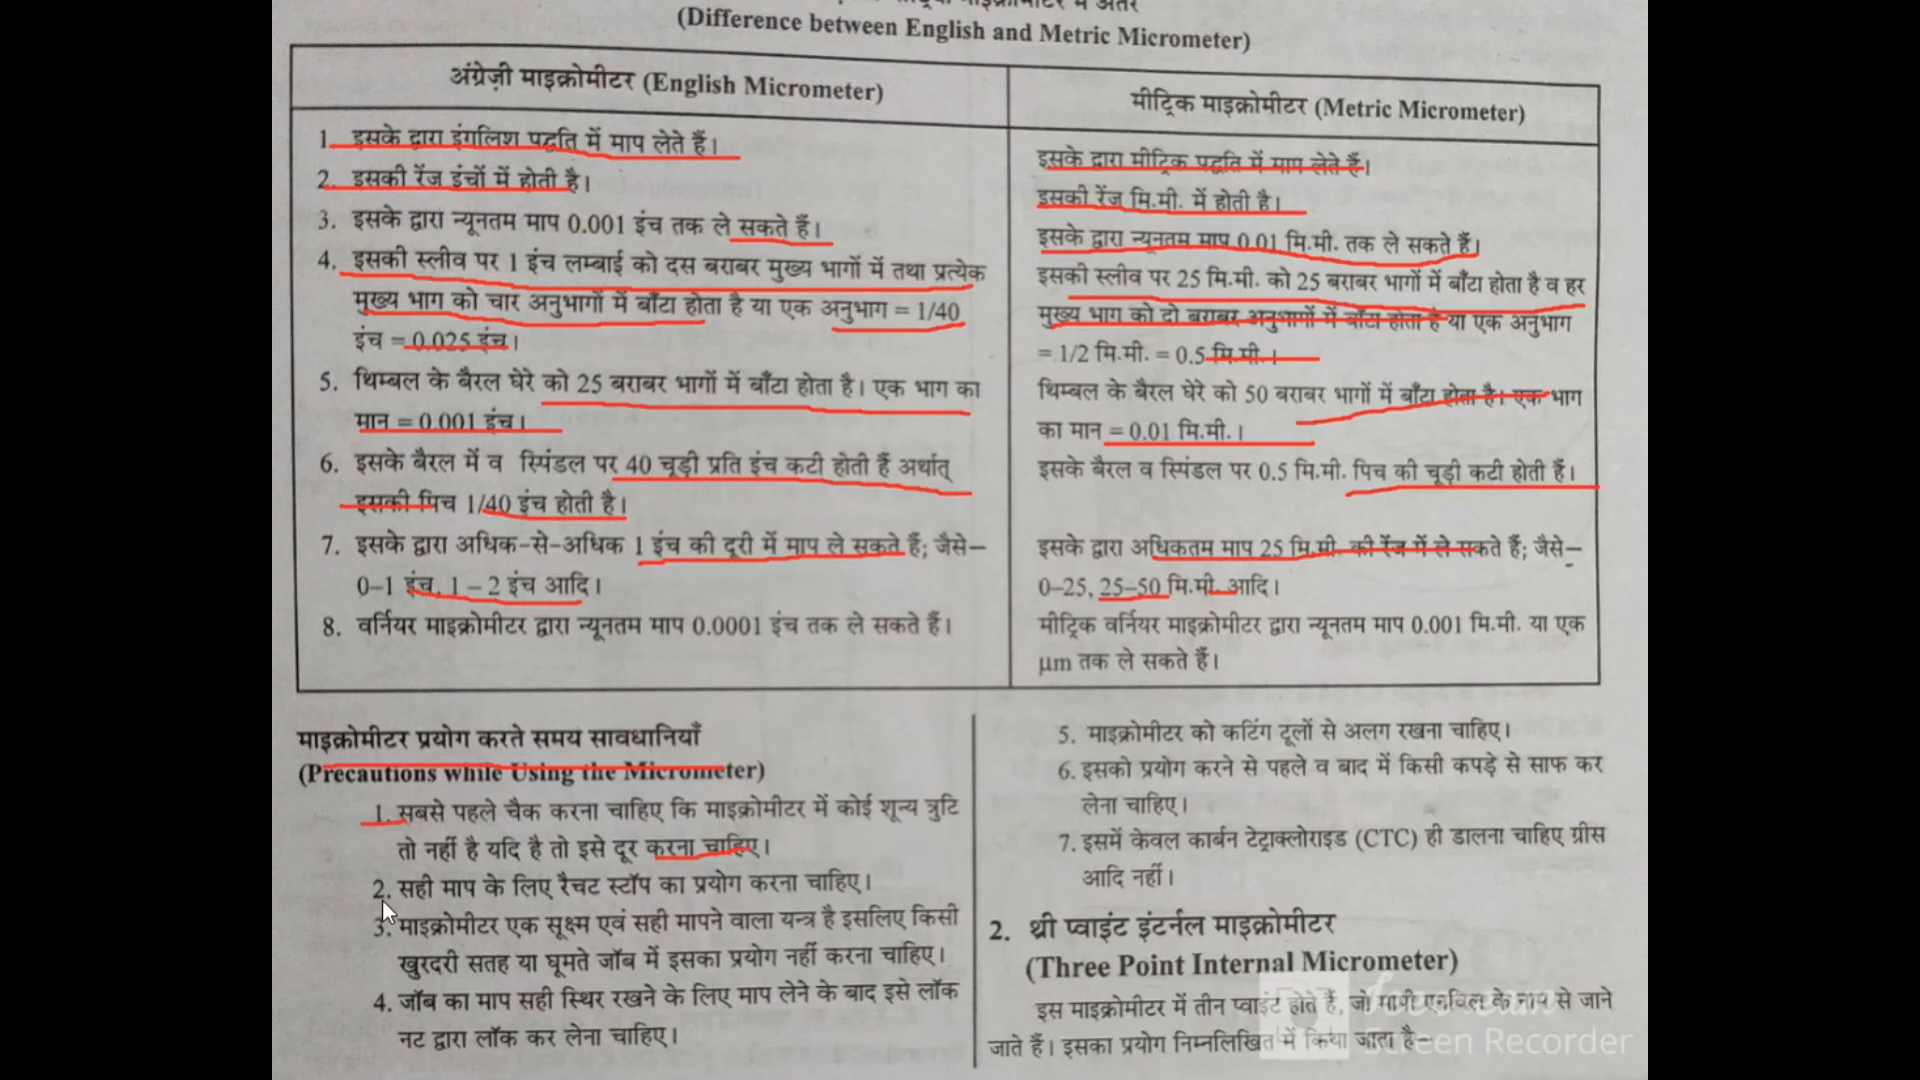 (Difference between English and Metric Micrometer)
अंग्रेज़ी माइक्रोमीटर (English Micrometer)
1. इसके द्वारा इंगलिश पद्धति में माप लेते हैं।
2. इसकी रेंज इंचों में होती है।
3. इसके द्वारा न्यूनतम माप 0.001 इंच तक ले सकते हैं।
4. इसकी स्लीव पर 1 इंच लम्बाई को दस बराबर मुख्य भागों में तथा प्रत्येक
मुख्य भाग को चार अनुभागों में बाँटा होता है या एक अनुभाग = 1/40
इंच = 0.025 इंच।
5. थिम्बल के बैरल घेरे को 25 बराबर भागों में बाँटा होता है। एक भाग का
मान = 0.001 इंच।
6. इसके बैरल में व स्पिंडल पर 40 चूड़ी प्रति इंच कटी होती हैं अर्थात्
इसकी पिच 1/40 इंच होती है।
7. इसके द्वारा अधिक-से-अधिक 1 इंच की दूरी में माप ले सकते हैं; जैसे–
0–1 इंच, 1 – 2 इंच आदि।
8. वर्नियर माइक्रोमीटर द्वारा न्यूनतम माप 0.0001 इंच तक ले सकते हैं।
मीट्रिक माइक्रोमीटर (Metric Micrometer)
इसके द्वारा मीट्रिक पद्धति में माप लेते हैं।
इसकी रेंज मि.मी. में होती है।
इसके द्वारा न्यूनतम माप 0.01 मि.मी. तक ले सकते हैं।
इसकी स्लीव पर 25 मि.मी. को 25 बराबर भागों में बाँटा होता है व हर
मुख्य भाग को दो बराबर अनुभागों में बाँटा होता है या एक अनुभाग
= 1/2 मि.मी. = 0.5 मि.मी.।
थिम्बल के बैरल घेरे को 50 बराबर भागों में बाँटा होता है। एक भाग
का मान = 0.01 मि.मी.।
इसके बैरल व स्पिंडल पर 0.5 मि.मी. पिच की चूड़ी कटी होती हैं।
इसके द्वारा अधिकतम माप 25 मि.मी. की रेंज में ले सकते हैं; जैसे–
0–25, 25–50 मि.मी. आदि।
मीट्रिक वर्नियर माइक्रोमीटर द्वारा न्यूनतम माप 0.001 मि.मी. या एक
μm तक ले सकते हैं।
माइक्रोमीटर प्रयोग करते समय सावधानियाँ
(Precautions while Using the Micrometer)
1. सबसे पहले चैक करना चाहिए कि माइक्रोमीटर में कोई शून्य त्रुटि
तो नहीं है यदि है तो इसे दूर करना चाहिए।
2. सही माप के लिए रैचट स्टॉप का प्रयोग करना चाहिए।
3. माइक्रोमीटर एक सूक्ष्म एवं सही मापने वाला यन्त्र है इसलिए किसी
खुरदरी सतह या घूमते जॉब में इसका प्रयोग नहीं करना चाहिए।
4. जॉब का माप सही स्थिर रखने के लिए माप लेने के बाद इसे लॉक
नट द्वारा लॉक कर लेना चाहिए।
5. माइक्रोमीटर को कटिंग टूलों से अलग रखना चाहिए।
6. इसको प्रयोग करने से पहले व बाद में किसी कपड़े से साफ कर
लेना चाहिए।
7. इसमें केवल कार्बन टेट्राक्लोराइड (CTC) ही डालना चाहिए ग्रीस
आदि नहीं।
2. थ्री प्वाइंट इंटर्नल माइक्रोमीटर
(Three Point Internal Micrometer)
इस माइक्रोमीटर में तीन प्वाइंट होते हैं, जो मापी एनविल के नाम से जाने
जाते हैं। इसका प्रयोग निम्नलिखित में किया जाता है–
Screen Recorder